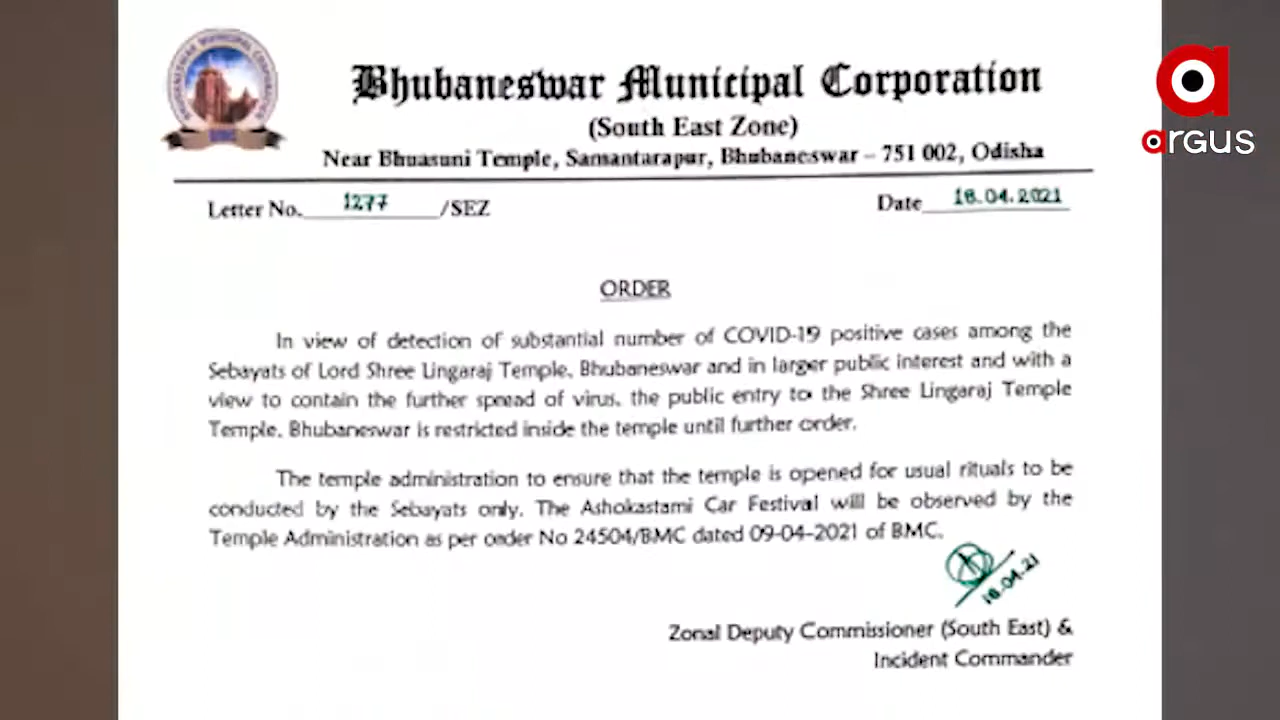 Bhubaneswar Municipal Corporation
(South East Zone)
Near Bhuasuni Temple, Samantarapur, Bhubaneswar – 751 002, Odisha
argus
Letter No. 1277 /SEZ
Date 18.04.2021
ORDER
In view of detection of substantial number of COVID-19 positive cases among the
Sebayats of Lord Shree Lingaraj Temple, Bhubaneswar and in larger public interest and with a
view to contain the further spread of virus, the public entry to the Shree Lingaraj Temple
Temple, Bhubaneswar is restricted inside the temple until further order.
The temple administration to ensure that the temple is opened for usual rituals to be
conducted by the Sebayats only. The Ashokastami Car Festival will be observed by the
Temple Administration as per order No 24504/BMC dated 09-04-2021 of BMC.
18.04.21
Zonal Deputy Commissioner (South East) &
Incident Commander